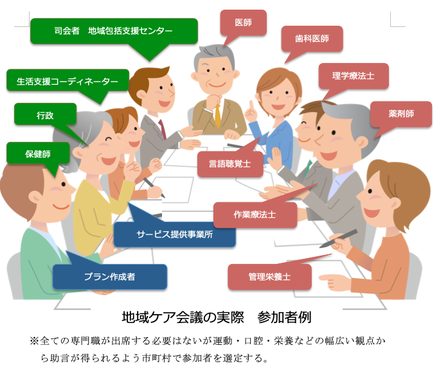 医師
司会者　地域包括支援センター
歯科医師
生活支援コーディネーター
理学療法士
行政
薬剤師
保健師
言語聴覚士
作業療法士
サービス提供事業所
プラン作成者
管理栄養士
地域ケア会議の実際　参加者例
※全ての専門職が出席する必要はないが運動・口腔・栄養などの幅広い観点か
ら助言が得られるよう市町村で参加者を選定する。